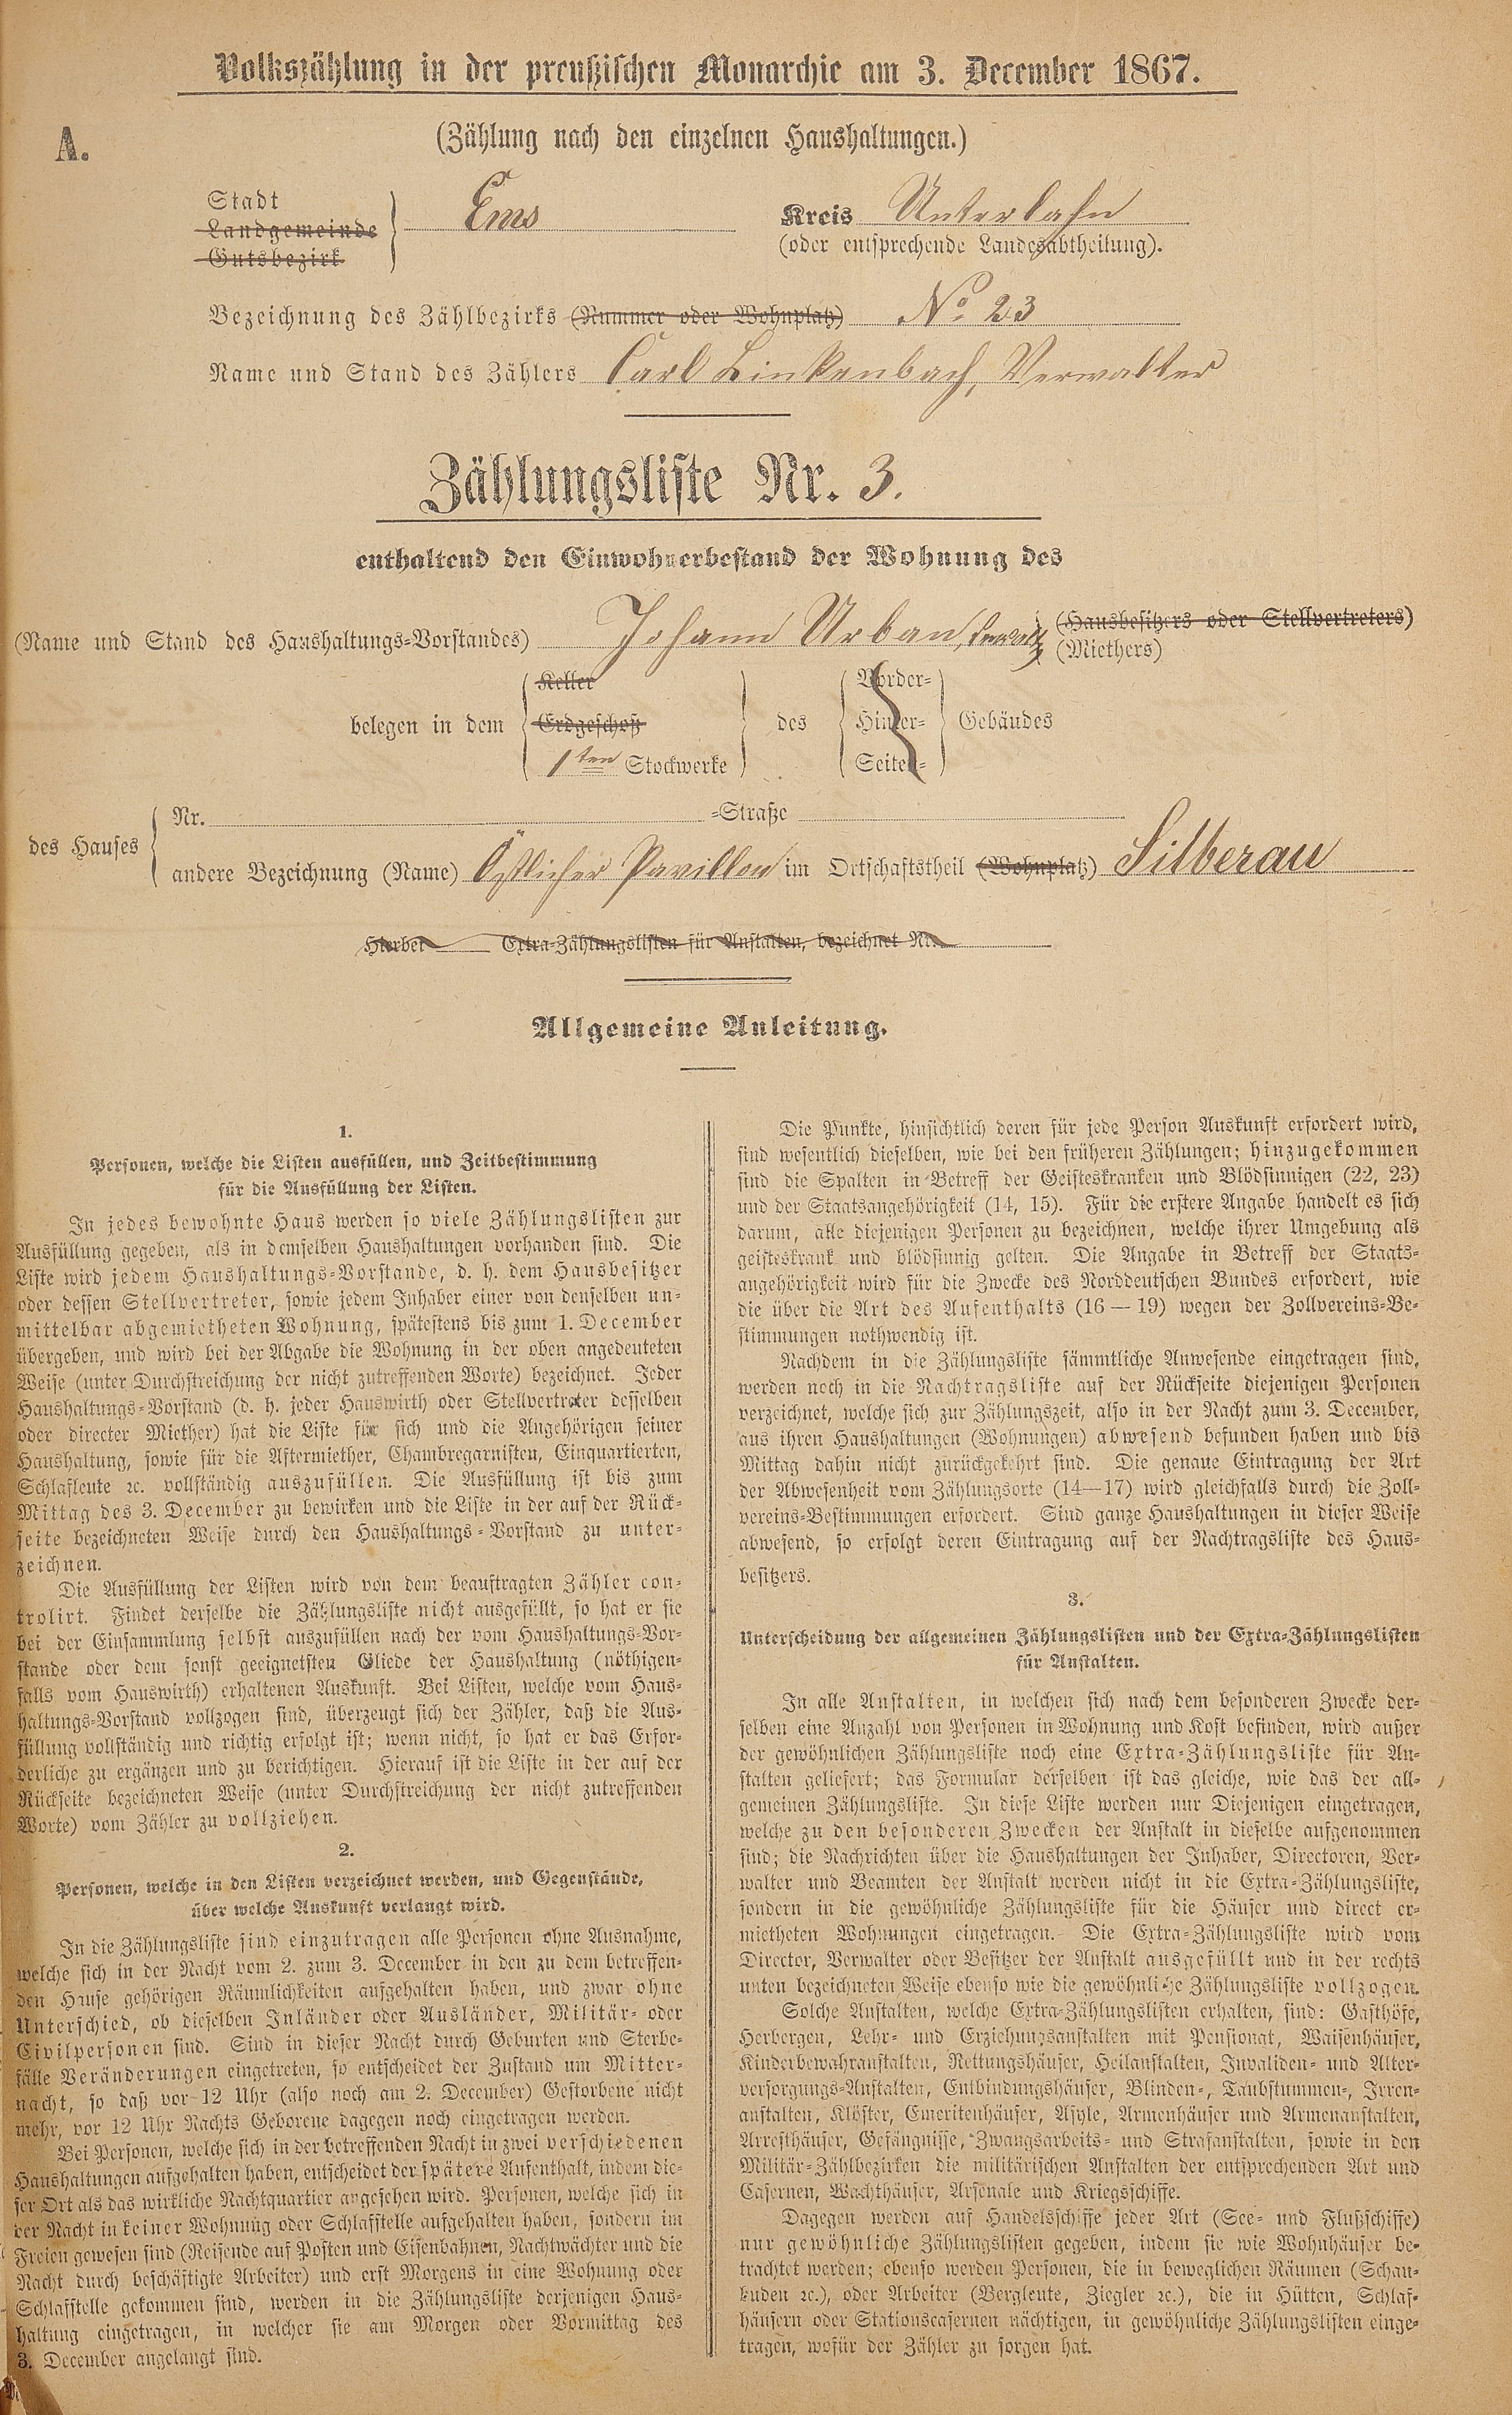 Volkszählung in der preußischen Monarchie am 3. December 1867.
A.
(Zählung nach den einzelnen Haushaltungen.)
Stadt
Landgemeinde
Gutsbezirk
Ems
Kreis Unterlahn
(oder entsprechende Landesabtheilung).
Bezeichnung des Zählbezirks (Nummer oder Wohnplatz) No 23
Name und Stand des Zählers Carl Linkenbach, Verwalter
Zählungsliste Nr. 3.
enthaltend den Einwohnerbestand der Wohnung des
(Name und Stand des Haushaltungs-Vorstandes) Johann Urban, (Hausbesitzers oder Stellvertreters)
(Miethers)
belegen in dem
Keller
Erdgeschoß
1ten Stockwerke
des
Vorder-
Hinter-
Seiten-
Gebäudes
des Hauses
Nr. -Straße
andere Bezeichnung (Name) Östlicher Pavillon im Ortschaftstheil (Wohnplatz) Silberau
Hierbei Extra-Zählungslisten für Anstalten, bezeichnet Nr.
Allgemeine Anleitung.
1.
Personen, welche die Listen ausfüllen, und Zeitbestimmung
für die Ausfüllung der Listen.
In jedes bewohnte Haus werden so viele Zählungslisten zur
Ausfüllung gegeben, als in demselben Haushaltungen vorhanden sind. Die
Liste wird jedem Haushaltungs-Vorstande, d. h. dem Hausbesitzer
oder dessen Stellvertreter, sowie jedem Inhaber einer von denselben un-
mittelbar abgemietheten Wohnung, spätestens bis zum 1. December
übergeben, und wird bei der Abgabe die Wohnung in der oben angedeuteten
Weise (unter Durchstreichung der nicht zutreffenden Worte) bezeichnet. Jeder
Haushaltungs-Vorstand (d. h. jeder Hauswirth oder Stellvertreter desselben
oder directer Miether) hat die Liste für sich und die Angehörigen seiner
Haushaltung, sowie für die Aftermiether, Chambregarnisten, Einquartierten,
Schlafleute ꝛc. vollständig auszufüllen. Die Ausfüllung ist bis zum
Mittag des 3. December zu bewirken und die Liste in der auf der Rück-
seite bezeichneten Weise durch den Haushaltungs-Vorstand zu unter-
zeichnen.
Die Ausfüllung der Listen wird von dem beauftragten Zähler con-
trolirt. Findet derselbe die Zählungsliste nicht ausgefüllt, so hat er sie
bei der Einsammlung selbst auszufüllen nach der vom Haushaltungs-Vor-
stande oder dem sonst geeignetsten Gliede der Haushaltung (nöthigen-
falls vom Hauswirth) erhaltenen Auskunft. Bei Listen, welche vom Haus-
haltungs-Vorstand vollzogen sind, überzeugt sich der Zähler, daß die Aus-
füllung vollständig und richtig erfolgt ist; wenn nicht, so hat er das Erfor-
derliche zu ergänzen und zu berichtigen. Hierauf ist die Liste in der auf der
Rückseite bezeichneten Weise (unter Durchstreichung der nicht zutreffenden
Worte) vom Zähler zu vollziehen.
2.
Personen, welche in den Listen verzeichnet werden, und Gegenstände,
über welche Auskunft verlangt wird.
In die Zählungsliste sind einzutragen alle Personen ohne Ausnahme,
welche sich in der Nacht vom 2. zum 3. December in den zu dem betreffen-
den Hause gehörigen Räumlichkeiten aufgehalten haben, und zwar ohne
Unterschied, ob dieselben Inländer oder Ausländer, Militär- oder
Civilpersonen sind. Sind in dieser Nacht durch Geburten und Sterbe-
fälle Veränderungen eingetreten, so entscheidet der Zustand um Mitter-
nacht, so daß vor 12 Uhr (also noch am 2. December) Gestorbene nicht
mehr, vor 12 Uhr Nachts Geborene dagegen noch eingetragen werden.
Bei Personen, welche sich in der betreffenden Nacht in zwei verschiedenen
Haushaltungen aufgehalten haben, entscheidet der spätere Aufenthalt, indem die-
ser Ort als das wirkliche Nachtquartier angesehen wird. Personen, welche sich in
der Nacht in keiner Wohnung oder Schlafstelle aufgehalten haben, sondern im
Freien gewesen sind (Reisende auf Posten und Eisenbahnen, Nachtwächter und die
Nacht durch beschäftigte Arbeiter) und erst Morgens in eine Wohnung oder
Schlafstelle gekommen sind, werden in die Zählungsliste derjenigen Haus-
haltung eingetragen, in welcher sie am Morgen oder Vormittag des
3. December angelangt sind.
Die Punkte, hinsichtlich deren für jede Person Auskunft erfordert wird,
sind wesentlich dieselben, wie bei den früheren Zählungen; hinzugekommen
sind die Spalten in Betreff der Geisteskranken und Blödsinnigen (22, 23)
und der Staatsangehörigkeit (14, 15). Für die erstere Angabe handelt es sich
darum, alle diejenigen Personen zu bezeichnen, welche ihrer Umgebung als
geisteskrank und blödsinnig gelten. Die Angabe in Betreff der Staats-
angehörigkeit wird für die Zwecke des Norddeutschen Bundes erfordert, wie
die über die Art des Aufenthalts (16 — 19) wegen der Zollvereins-Be-
stimmungen nothwendig ist.
Nachdem in die Zählungsliste sämmtliche Anwesende eingetragen sind,
werden noch in die Nachtragsliste auf der Rückseite diejenigen Personen
verzeichnet, welche sich zur Zählungszeit, also in der Nacht zum 3. December,
aus ihren Haushaltungen (Wohnungen) abwesend befunden haben und bis
Mittag dahin nicht zurückgekehrt sind. Die genaue Eintragung der Art
der Abwesenheit vom Zählungsorte (14—17) wird gleichfalls durch die Zoll-
vereins-Bestimmungen erfordert. Sind ganze Haushaltungen in dieser Weise
abwesend, so erfolgt deren Eintragung auf der Nachtragsliste des Haus-
besitzers.
3.
Unterscheidung der allgemeinen Zählungslisten und der Extra-Zählungslisten
für Anstalten.
In alle Anstalten, in welchen sich nach dem besonderen Zwecke der-
selben eine Anzahl von Personen in Wohnung und Kost befinden, wird außer
der gewöhnlichen Zählungsliste noch eine Extra-Zählungsliste für An-
stalten geliefert; das Formular derselben ist das gleiche, wie das der all-
gemeinen Zählungsliste. In diese Liste werden nur Diejenigen eingetragen,
welche zu den besonderen Zwecken der Anstalt in dieselbe aufgenommen
sind; die Nachrichten über die Haushaltungen der Inhaber, Directoren, Ver-
walter und Beamten der Anstalt werden nicht in die Extra-Zählungsliste,
sondern in die gewöhnliche Zählungsliste für die Häuser und direct er-
mietheten Wohnungen eingetragen. Die Extra-Zählungsliste wird vom
Director, Verwalter oder Besitzer der Anstalt ausgefüllt und in der rechts
unten bezeichneten Weise ebenso wie die gewöhnliche Zählungsliste vollzogen.
Solche Anstalten, welche Extra-Zählungslisten erhalten, sind: Gasthöfe,
Herbergen, Lehr- und Erziehungsanstalten mit Pensionat, Waisenhäuser,
Kinderbewahranstalten, Rettungshäuser, Heilanstalten, Invaliden- und Alter-
versorgungs-Anstalten, Entbindungshäuser, Blinden-, Taubstummen-, Irren-
anstalten, Klöster, Emeritenhäuser, Asyle, Armenhäuser und Armenanstalten,
Arresthäuser, Gefängnisse, Zwangsarbeits- und Strafanstalten, sowie in den
Militär-Zählbezirken die militärischen Anstalten der entsprechenden Art und
Casernen, Wachthäuser, Arsenale und Kriegsschiffe.
Dagegen werden auf Handelsschiffe jeder Art (See- und Flußschiffe)
nur gewöhnliche Zählungslisten gegeben, indem sie wie Wohnhäuser be-
trachtet werden; ebenso werden Personen, die in beweglichen Räumen (Schau-
buden ꝛc.), oder Arbeiter (Bergleute, Ziegler ꝛc.), die in Hütten, Schlaf-
häusern oder Stationscasernen nächtigen, in gewöhnliche Zählungslisten einge-
tragen, wofür der Zähler zu sorgen hat.